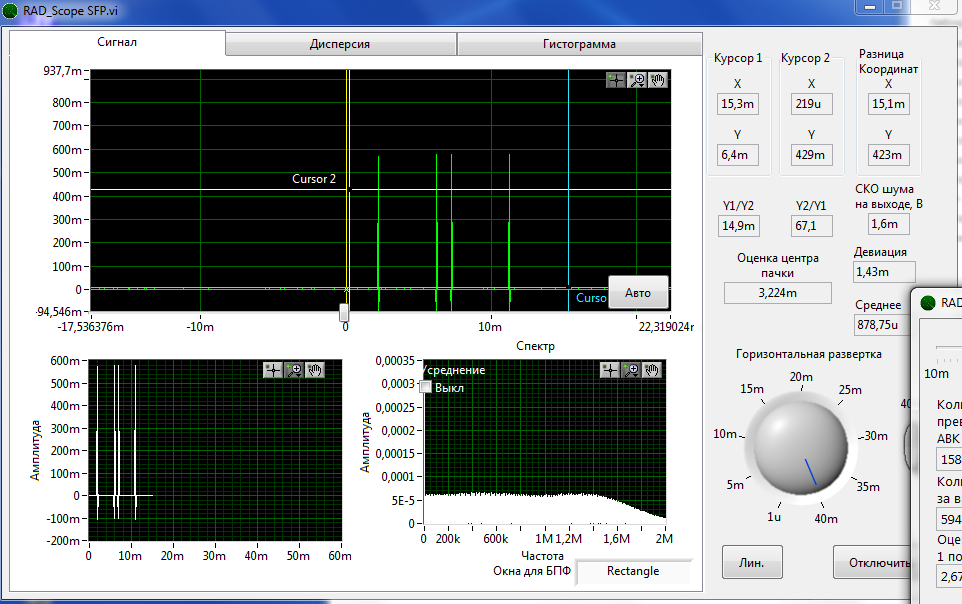 RAD_Scope SFP.vi
Сигнал
Дисперсия
Гистограмма
937,7m
800m
700m
600m
500m
400m
300m
200m
100m
0
-94,546m
-17,536376m
-10m
0
10m
22,319024m
Cursor 2
Curso
Авто
Курсор 1
X
15,3m
Y
6,4m
Курсор 2
X
219u
Y
429m
Разница
Координат
X
15,1m
Y
423m
Y1/Y2
14,9m
Y2/Y1
67,1
СКО шума
на выходе, В
1,6m
Оценка центра
пачки
3,224m
Девиация
1,43m
Среднее
878,75u
Амплитуда
600m
500m
400m
300m
200m
100m
0
-100m
-200m
0
10m
20m
30m
40m
50m
60m
Спектр
Усреднение
Выкл
Амплитуда
0,00035
0,0003
0,00025
0,0002
0,00015
0,0001
5E-5
0
0
200k
600k
1M
1,2M
1,6M
2M
Частота
Окна для БПФ
Rectangle
Горизонтальная развертка
1u
5m
10m
15m
20m
25m
30m
35m
40m
Лин.
Отключить
RAD
10m
Коли
прев
АВК
158
Коли
за в
594
Оце
1 по
2,67